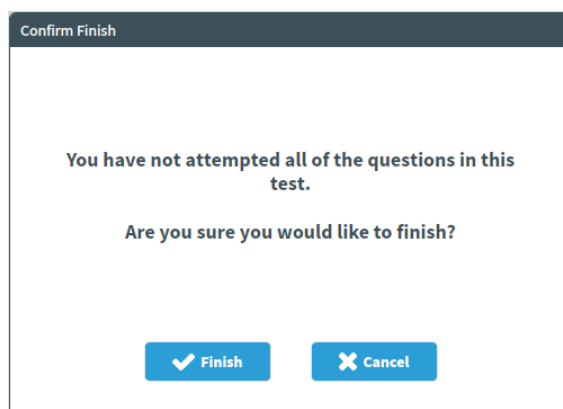 Confirm Finish
You have not attempted all of the questions in this
test.
Are you sure you would like to finish?
Finish
Cancel